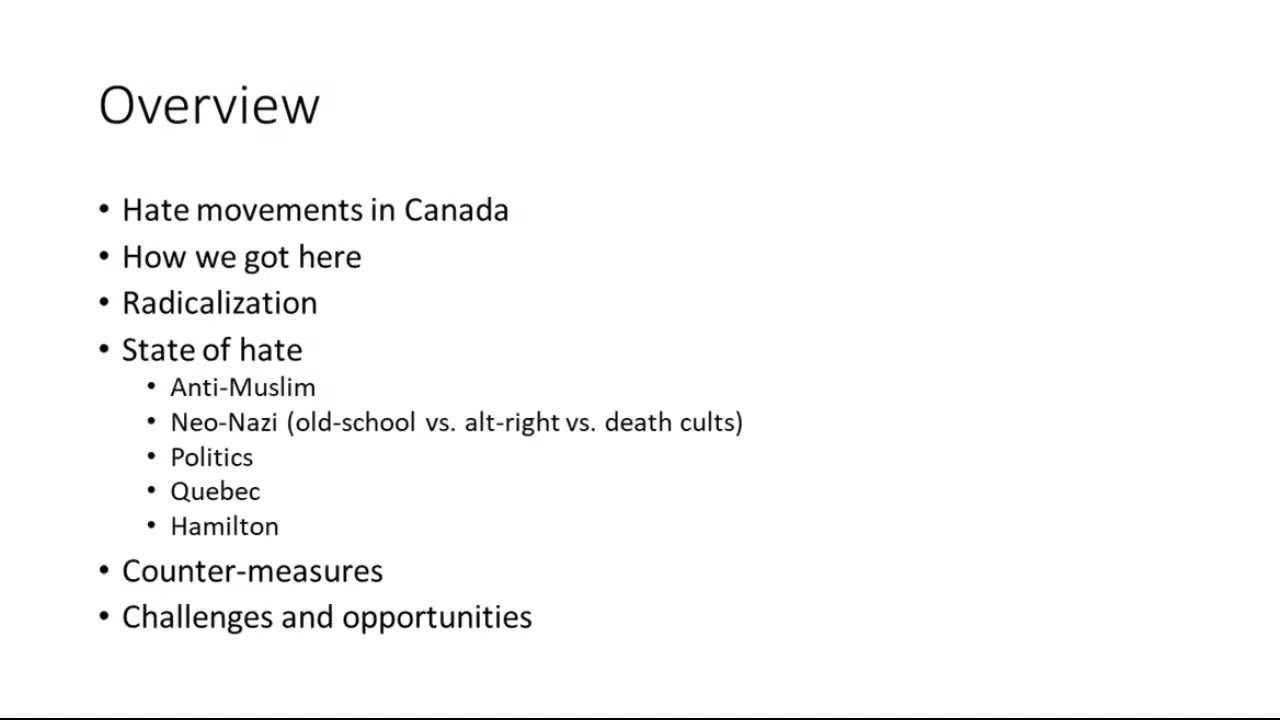 Overview
• Hate movements in Canada
• How we got here
• Radicalization
• State of hate
• Anti-Muslim
• Neo-Nazi (old-school vs. alt-right vs. death cults)
• Politics
• Quebec
• Hamilton
• Counter-measures
• Challenges and opportunities